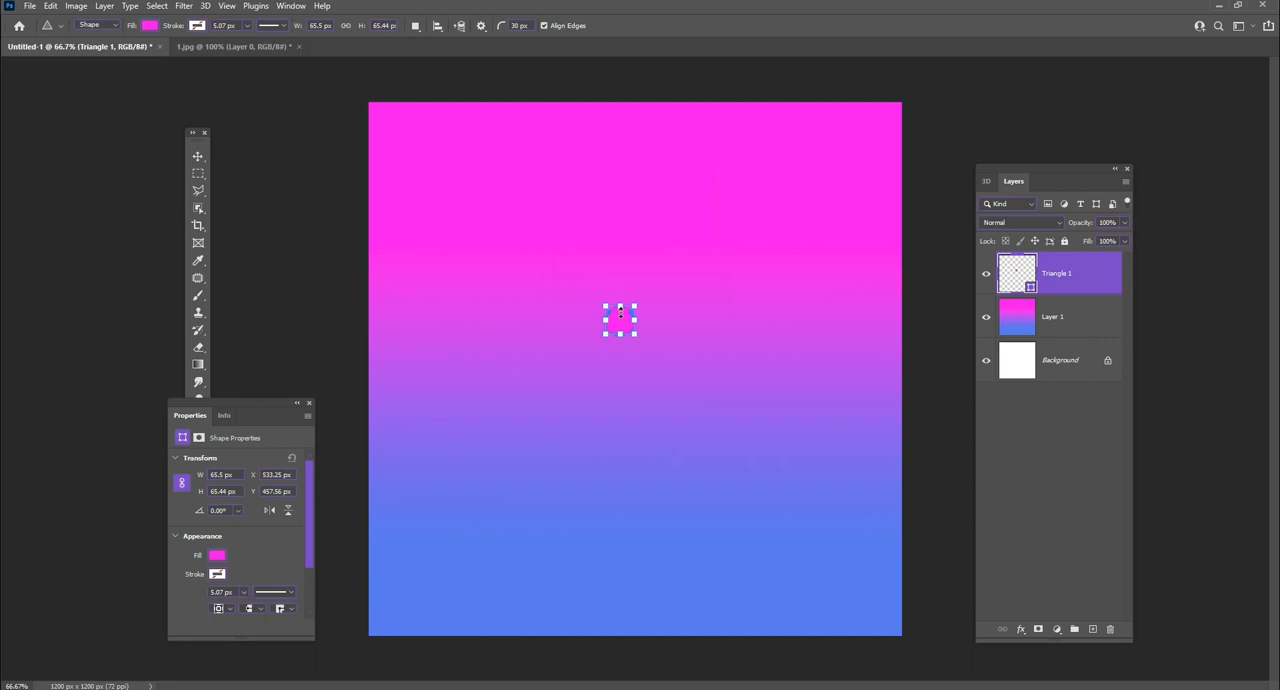 Ps File Edit Image Layer Type Select Filter 3D View Plugins Window Help
Shape Fill: Stroke: 5.07 px W: 65.5 px H: 65.44 px 30 px Align Edges
Untitled-1 @ 66.7% (Triangle 1, RGB/8#) * × 1.jpg @ 100% (Layer 0, RGB/8#) * ×
3D Layers
Kind
Normal Opacity: 100%
Lock: Fill: 100%
Triangle 1
Layer 1
Background
Properties Info
Shape Properties
Transform
W 65.5 px X 533.25 px
H 65.44 px Y 457.56 px
0.00°
Appearance
Fill
Stroke
5.07 px
fx
66.67% 1200 px x 1200 px (72 ppi)